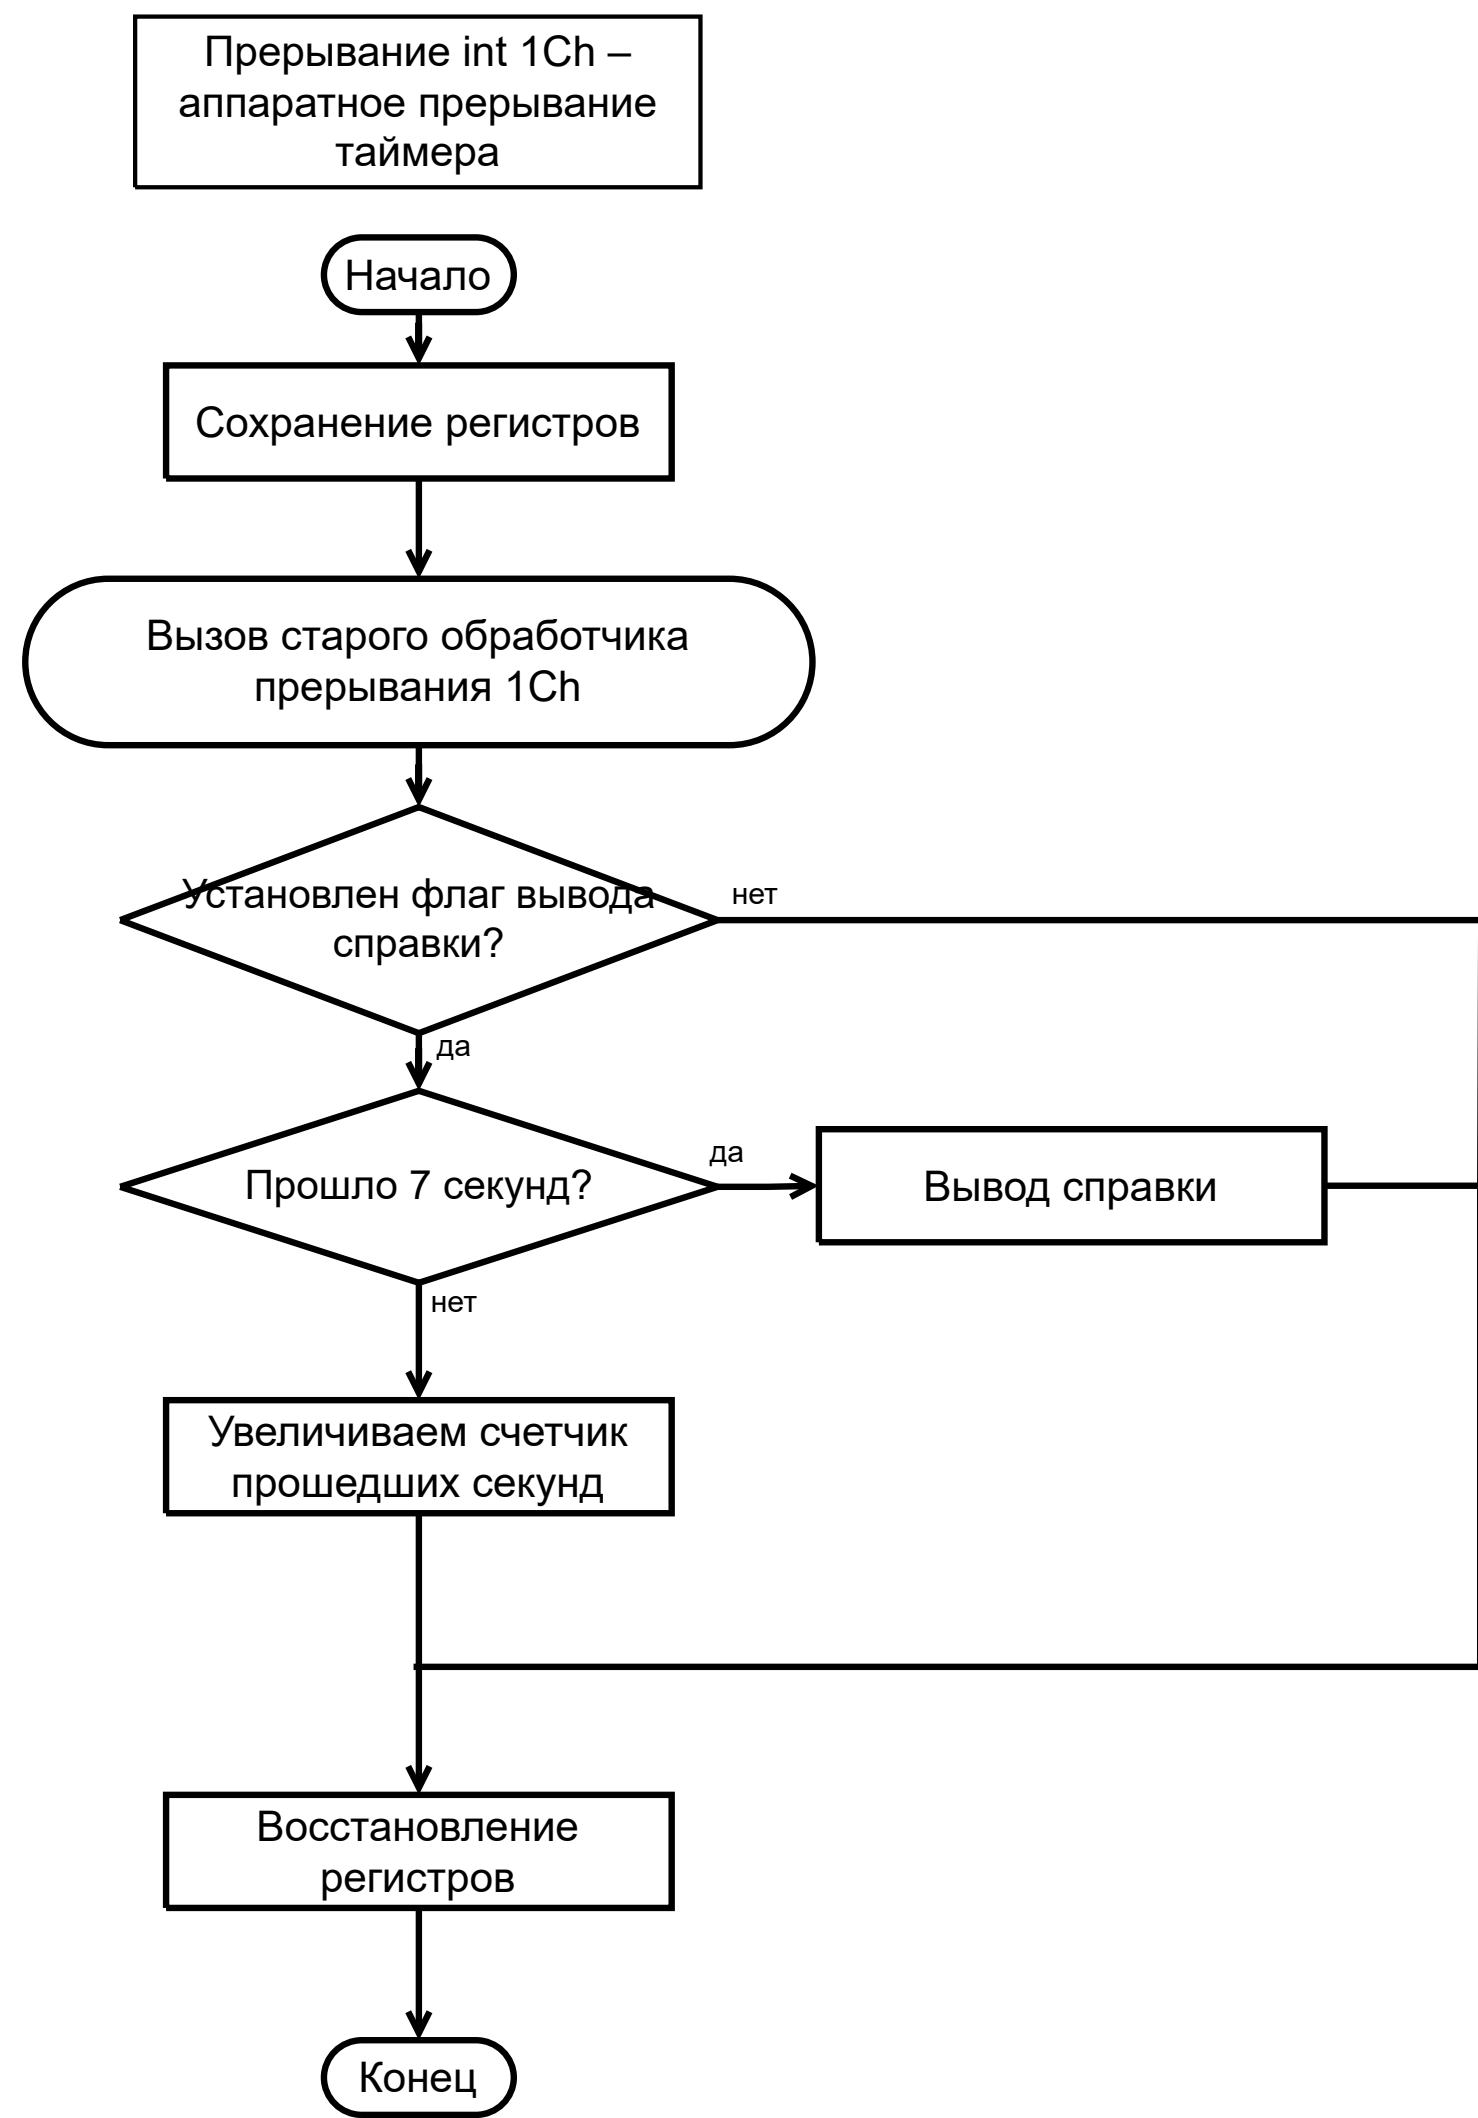 Прерывание int 1Ch –
аппаратное прерывание
таймера
Начало
Сохранение регистров
Вызов старого обработчика
прерывания 1Ch
Установлен флаг вывода
справки?
нет
да
Прошло 7 секунд?
да
Вывод справки
нет
Увеличиваем счетчик
прошедших секунд
Восстановление
регистров
Конец